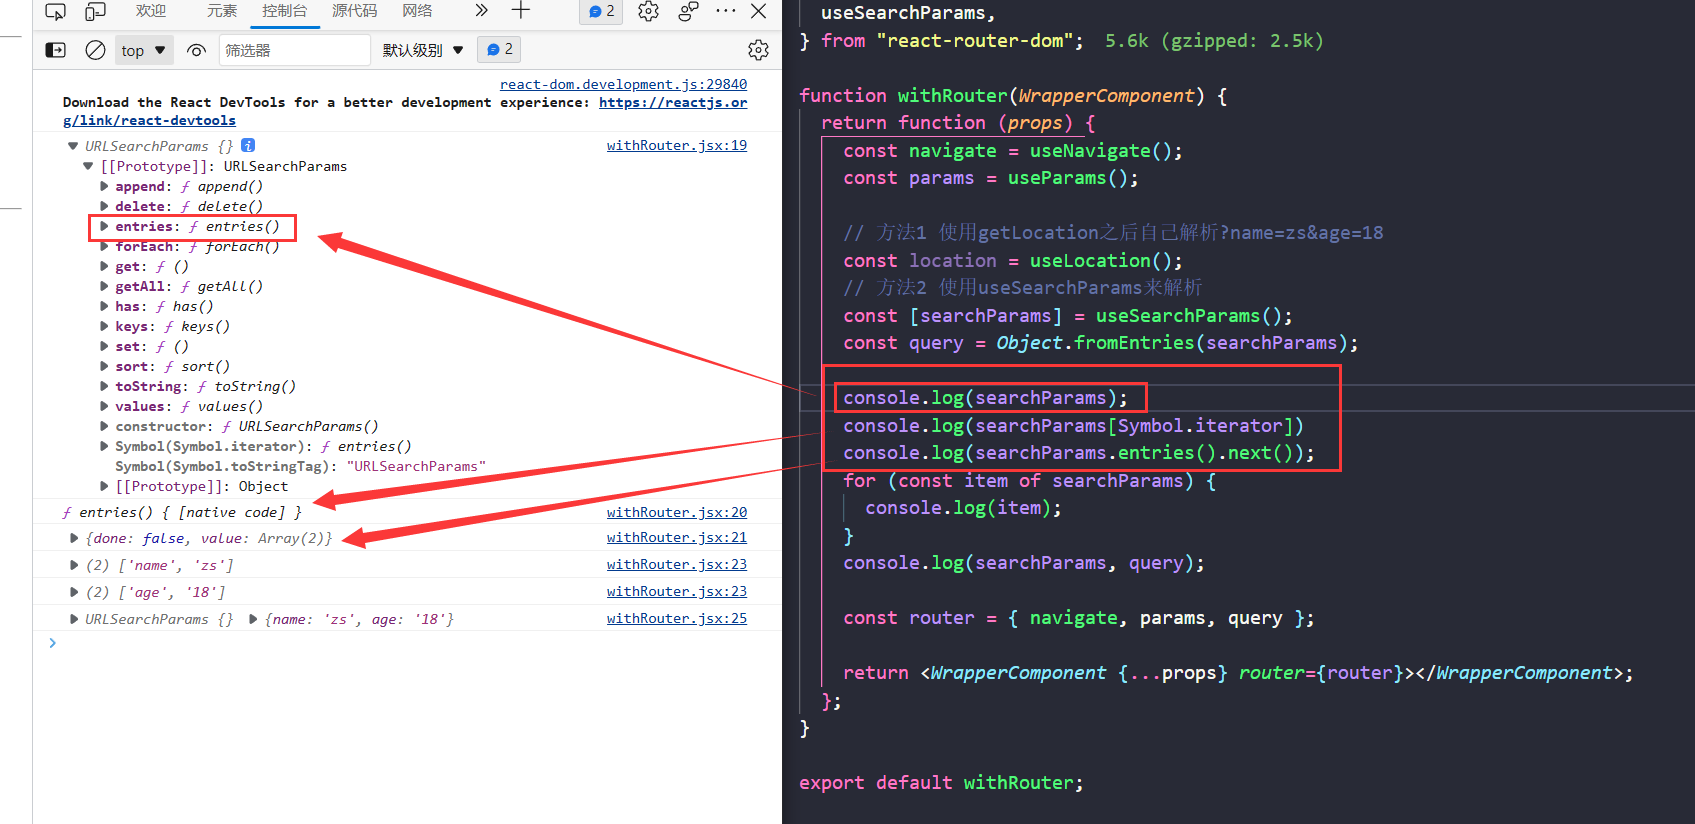 欢迎 元素 控制台 源代码 网络 2
top 筛选器 默认级别 2
react-dom.development.js:29840
Download the React DevTools for a better development experience: https://reactjs.or
g/link/react-devtools
URLSearchParams {} i withRouter.jsx:19
[[Prototype]]: URLSearchParams
append: ƒ append()
delete: ƒ delete()
entries: ƒ entries()
forEach: ƒ forEach()
get: ƒ ()
getAll: ƒ getAll()
has: ƒ has()
keys: ƒ keys()
set: ƒ ()
sort: ƒ sort()
toString: ƒ toString()
values: ƒ values()
constructor: ƒ URLSearchParams()
Symbol(Symbol.iterator): ƒ entries()
Symbol(Symbol.toStringTag): "URLSearchParams"
[[Prototype]]: Object
ƒ entries() { [native code] } withRouter.jsx:20
{done: false, value: Array(2)} withRouter.jsx:21
(2) ['name', 'zs'] withRouter.jsx:23
(2) ['age', '18'] withRouter.jsx:23
URLSearchParams {} {name: 'zs', age: '18'} withRouter.jsx:25
useSearchParams,
} from "react-router-dom"; 5.6k (gzipped: 2.5k)
function withRouter(WrapperComponent) {
return function (props) {
const navigate = useNavigate();
const params = useParams();
// 方法1 使用getLocation之后自己解析?name=zs&age=18
const location = useLocation();
// 方法2 使用useSearchParams来解析
const [searchParams] = useSearchParams();
const query = Object.fromEntries(searchParams);
console.log(searchParams);
console.log(searchParams[Symbol.iterator])
console.log(searchParams.entries().next());
for (const item of searchParams) {
console.log(item);
}
console.log(searchParams, query);
const router = { navigate, params, query };
return <WrapperComponent {...props} router={router}></WrapperComponent>;
};
}
export default withRouter;